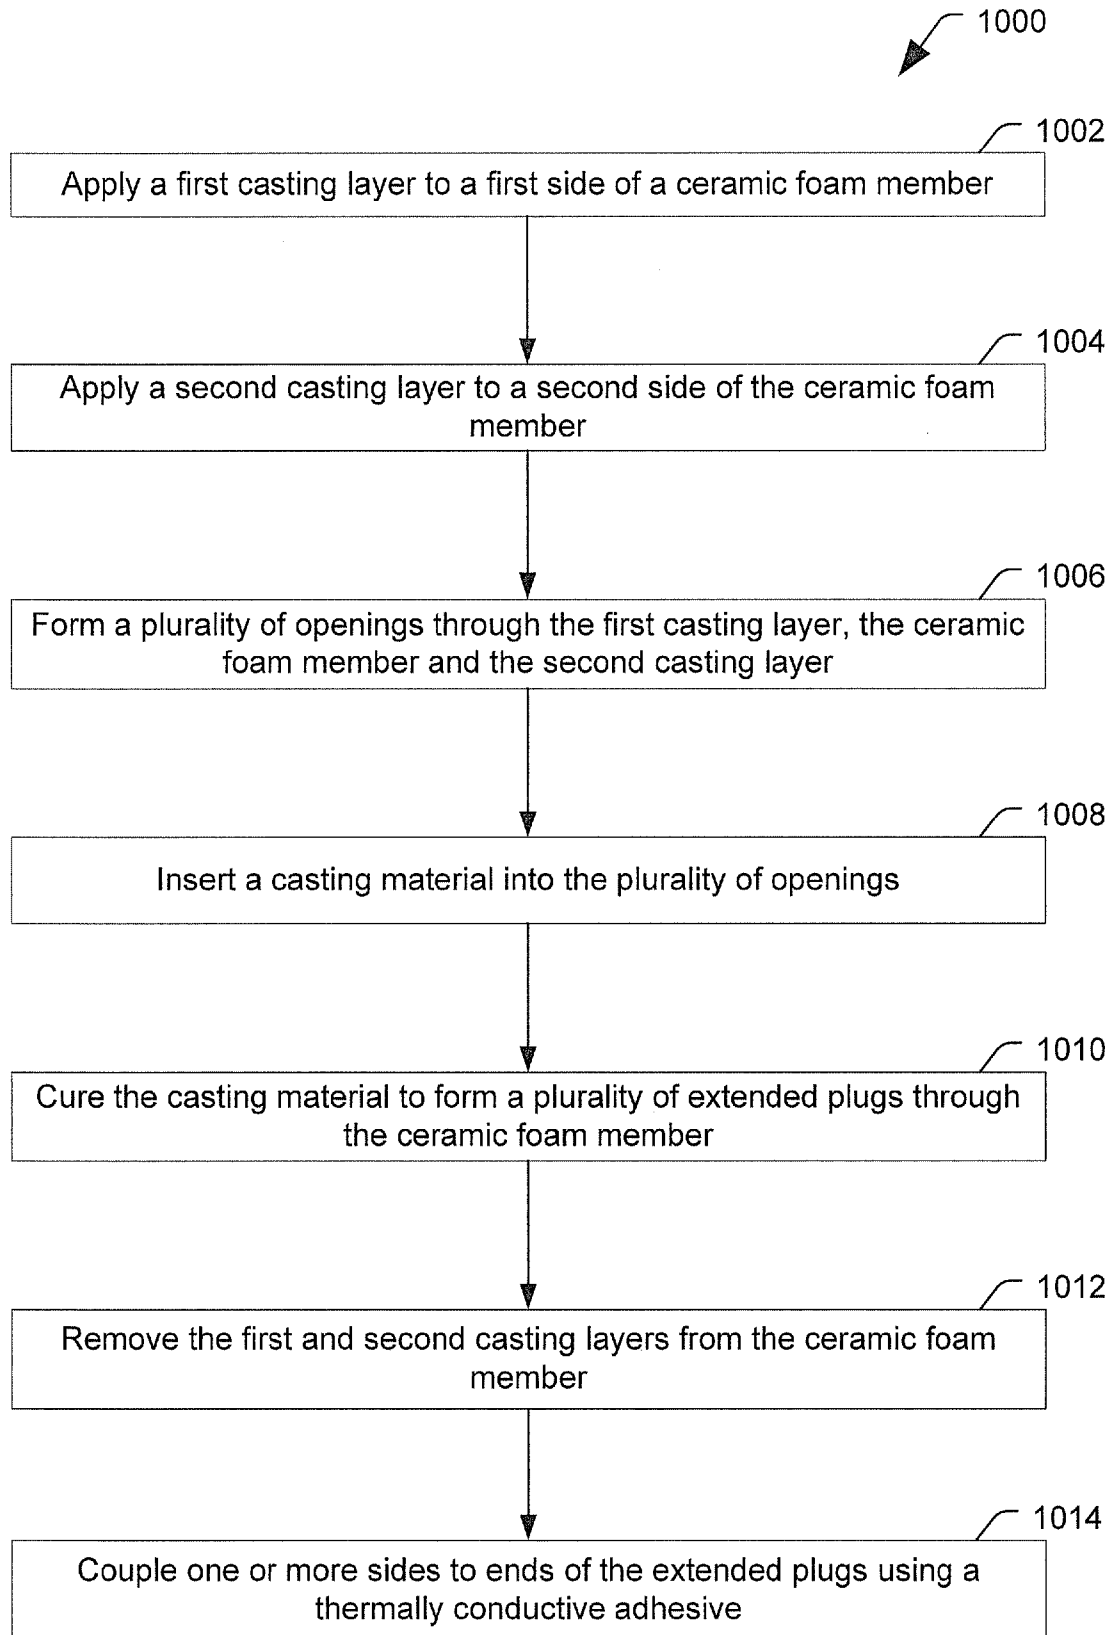 1000
1002
Apply a first casting layer to a first side of a ceramic foam member
1004
Apply a second casting layer to a second side of the ceramic foam
member
1006
Form a plurality of openings through the first casting layer, the ceramic
foam member and the second casting layer
1008
Insert a casting material into the plurality of openings
1010
Cure the casting material to form a plurality of extended plugs through
the ceramic foam member
1012
Remove the first and second casting layers from the ceramic foam
member
1014
Couple one or more sides to ends of the extended plugs using a
thermally conductive adhesive